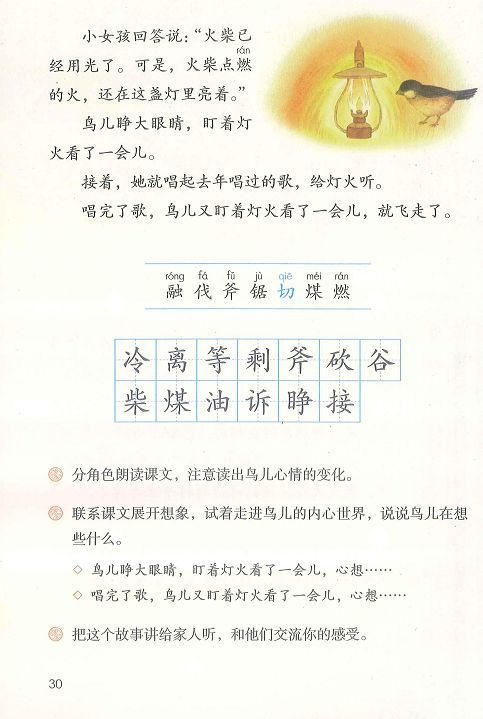 小女孩回答说:“火柴已
rán
经用光了。可是,火柴点燃
的火,还在这盏灯里亮着。”
鸟儿睁大眼睛,盯着灯
火看了一会儿。
接着,她就唱起去年唱过的歌,给灯火听。
唱完了歌,鸟儿又盯着灯火看了一会儿,就飞走了。
róng fá fǔ jù qiē méi rán
融 伐 斧 锯 切 煤 燃
冷 离 等 剩 斧 砍 谷
柴 煤 油 诉 睁 接
分角色朗读课文,注意读出鸟儿心情的变化。
联系课文展开想象,试着走进鸟儿的内心世界,说说鸟儿在想
些什么。
◇ 鸟儿睁大眼睛,盯着灯火看了一会儿,心想……
◇ 唱完了歌,鸟儿又盯着灯火看了一会儿,心想……
把这个故事讲给家人听,和他们交流你的感受。
30